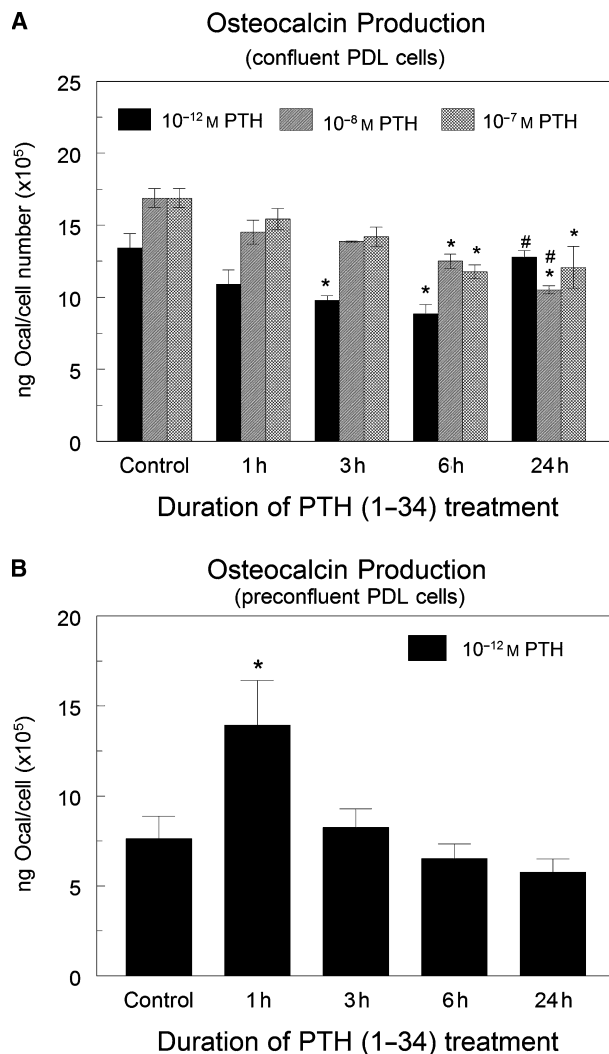 A
Osteocalcin Production
(confluent PDL cells)
25
20
15
10
5
0
ng Ocal/cell number (x10⁵)
10⁻¹² M PTH
10⁻⁸ M PTH
10⁻⁷ M PTH
*
*
*
*
#
#
*
*
Control 1 h 3 h 6 h 24 h
Duration of PTH (1–34) treatment
B
Osteocalcin Production
(preconfluent PDL cells)
20
15
10
5
0
ng Ocal/cell (x10⁵)
10⁻¹² M PTH
*
Control 1 h 3 h 6 h 24 h
Duration of PTH (1–34) treatment